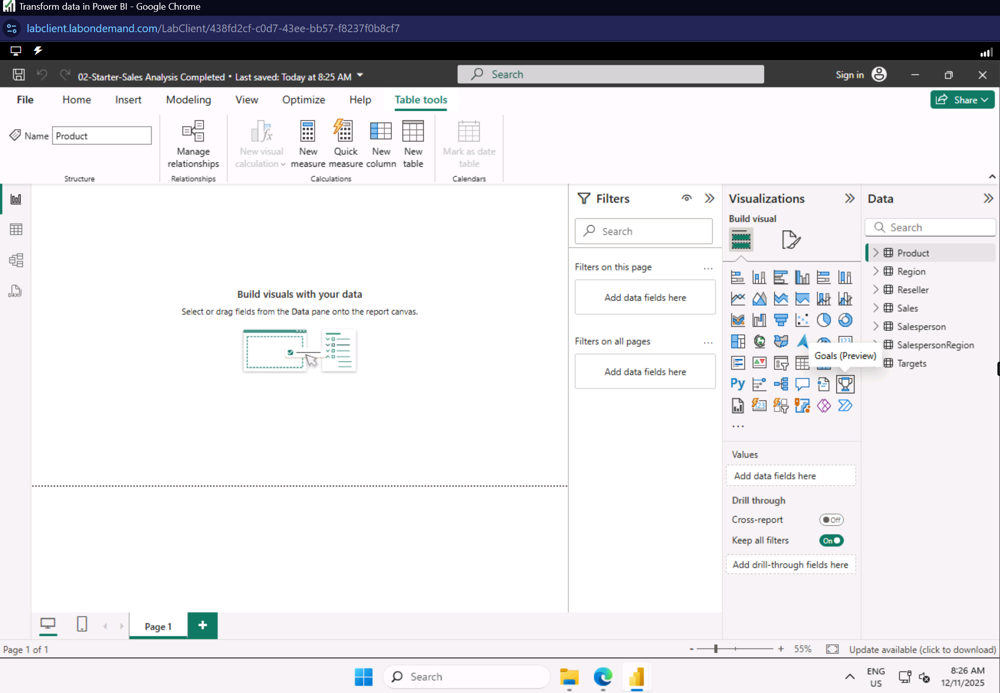 Transform data in Power BI - Google Chrome
labclient.labondemand.com/LabClient/438fd2cf-c0d7-43ee-bb57-f8237f0b8cf7
02-Starter-Sales Analysis Completed • Last saved: Today at 8:25 AM
Search
Sign in
File
Home
Insert
Modeling
View
Optimize
Help
Table tools
Share
Name
Product
Structure
Manage
relationships
Relationships
New visual
calculation
New
measure
Quick
measure
New
column
New
table
Calculations
Mark as date
table
Calendars
DAX
Build visuals with your data
Select or drag fields from the Data pane onto the report canvas.
Filters
Search
Filters on this page
...
Add data fields here
Filters on all pages
...
Add data fields here
Visualizations
Build visual
123
Goals (Preview)
Py
123
...
Values
Add data fields here
Drill through
Cross-report
Off
Keep all filters
On
Add drill-through fields here
Data
Search
Product
Region
Reseller
Sales
Salesperson
SalespersonRegion
Targets
Page 1
+
Page 1 of 1
-
+
55%
Update available (click to download)
Search
ENG
US
8:26 AM
12/11/2025